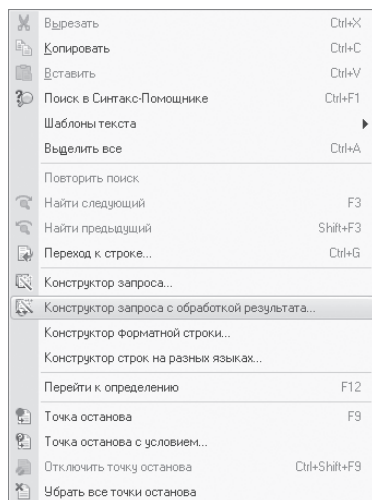 Вырезать Ctrl+X
Копировать Ctrl+C
Вставить Ctrl+V
Поиск в Синтакс-Помощнике Ctrl+F1
Шаблоны текста
Выделить все Ctrl+A
Повторить поиск
Найти следующий F3
Найти предыдущий Shift+F3
Переход к строке... Ctrl+G
Конструктор запроса...
Конструктор запроса с обработкой результата...
Конструктор форматной строки...
Конструктор строк на разных языках...
Перейти к определению F12
Точка останова F9
Точка останова с условием...
Отключить точку останова Ctrl+Shift+F9
Убрать все точки останова